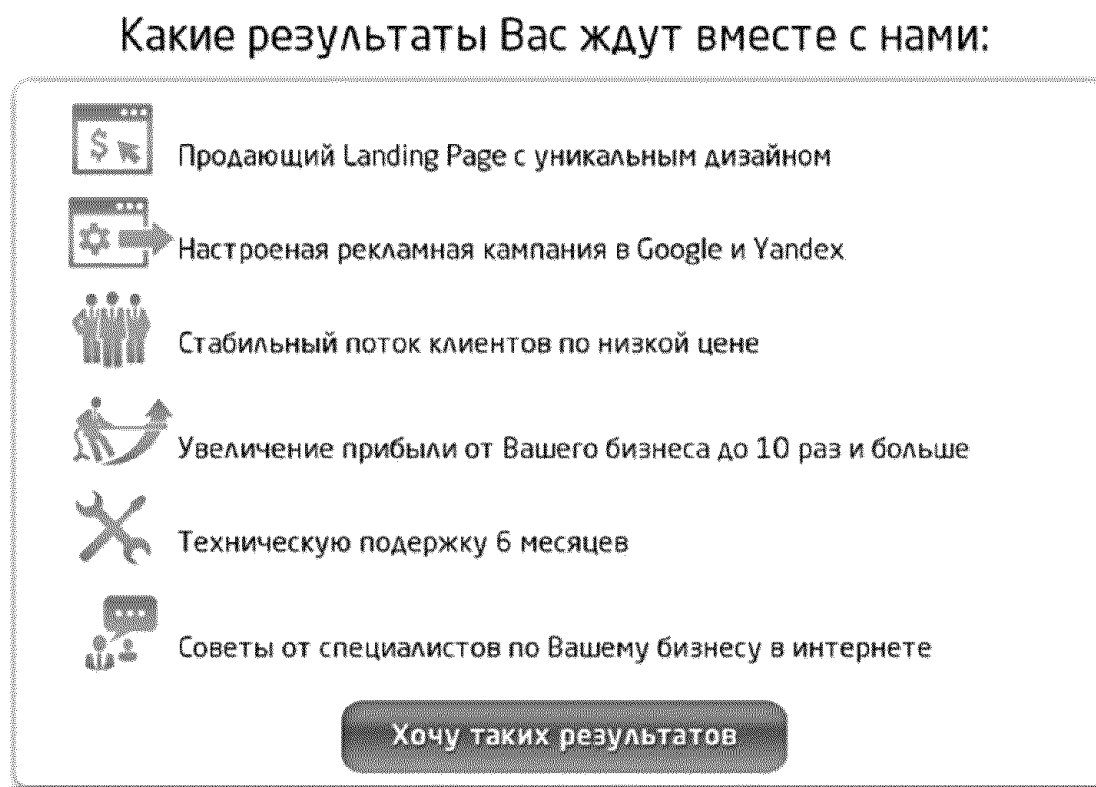 Какие результаты Вас ждут вместе с нами:
Продающий Landing Page с уникальным дизайном
Настроеная рекламная кампания в Google и Yandex
Стабильный поток клиентов по низкой цене
Увеличение прибыли от Вашего бизнеса до 10 раз и больше
Техническую подержку 6 месяцев
Советы от специалистов по Вашему бизнесу в интернете
Хочу таких результатов